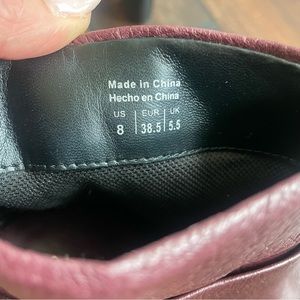 Made in China
Hecho en China
US EUR UK
8 38.5 5.5